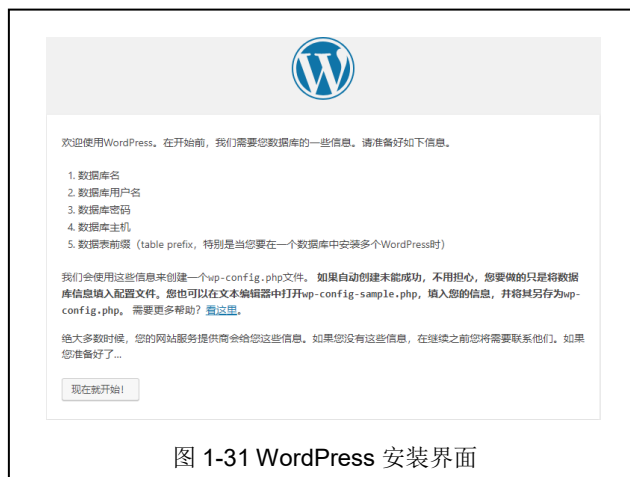 欢迎使用WordPress。在开始前，我们需要您数据库的一些信息。请准备好如下信息。
1. 数据库名
2. 数据库用户名
3. 数据库密码
4. 数据库主机
5. 数据表前缀（table prefix，特别是当您要在一个数据库中安装多个WordPress时）
我们会使用这些信息来创建一个wp-config.php文件。如果自动创建未能成功，不用担心，您要做的只是将数据
库信息填入配置文件。您也可以在文本编辑器中打开wp-config-sample.php，填入您的信息，并将其另存为wp-
config.php。 需要更多帮助？看这里。
绝大多数时候，您的网站服务提供商会给您这些信息。如果您没有这些信息，在继续之前您将需要联系他们。如果
您准备好了…
现在就开始！
图 1-31 WordPress 安装界面